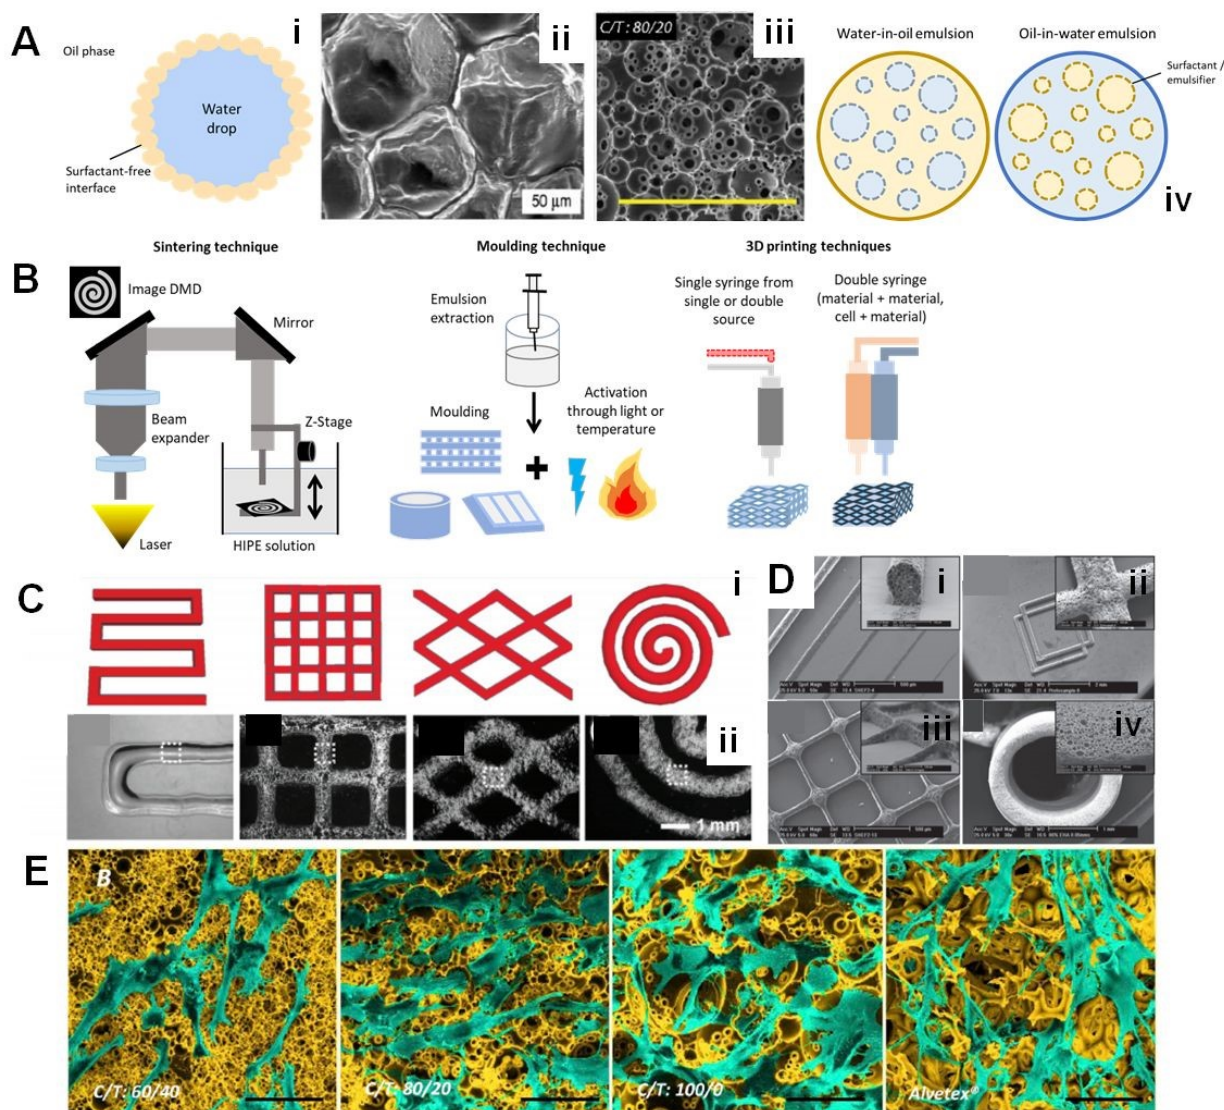 A
i
ii
iii
Oil phase
Water
drop
Surfactant-free
interface
50 µm
C/T: 80/20
Water-in-oil emulsion
Oil-in-water emulsion
Surfactant /
emulsifier
iv
B
Sintering technique
Moulding technique
3D printing techniques
Image DMD
Mirror
Beam
expander
Z-Stage
Laser
HIPE solution
Emulsion
extraction
Moulding
Activation
through light or
temperature
Single syringe from
single or double
source
Double syringe
(material + material,
cell + material)
C
i
ii
1 mm
D
i
ii
iii
iv
E
B
C/T: 60/40
C/T: 80/20
C/T: 100/0
Alvetex®